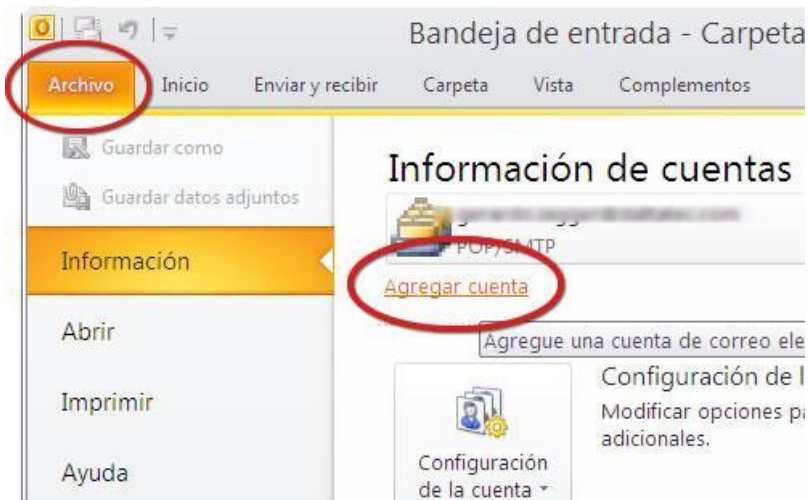 Bandeja de entrada - Carpeta
Archivo Inicio Enviar y recibir Carpeta Vista Complementos
Guardar como
Guardar datos adjuntos
Información
Abrir
Imprimir
Ayuda
Información de cuentas
POP/SMTP
Agregar cuenta
Agregue una cuenta de correo ele
Configuración
de la cuenta
Configuración de l
Modificar opciones pa
adicionales.